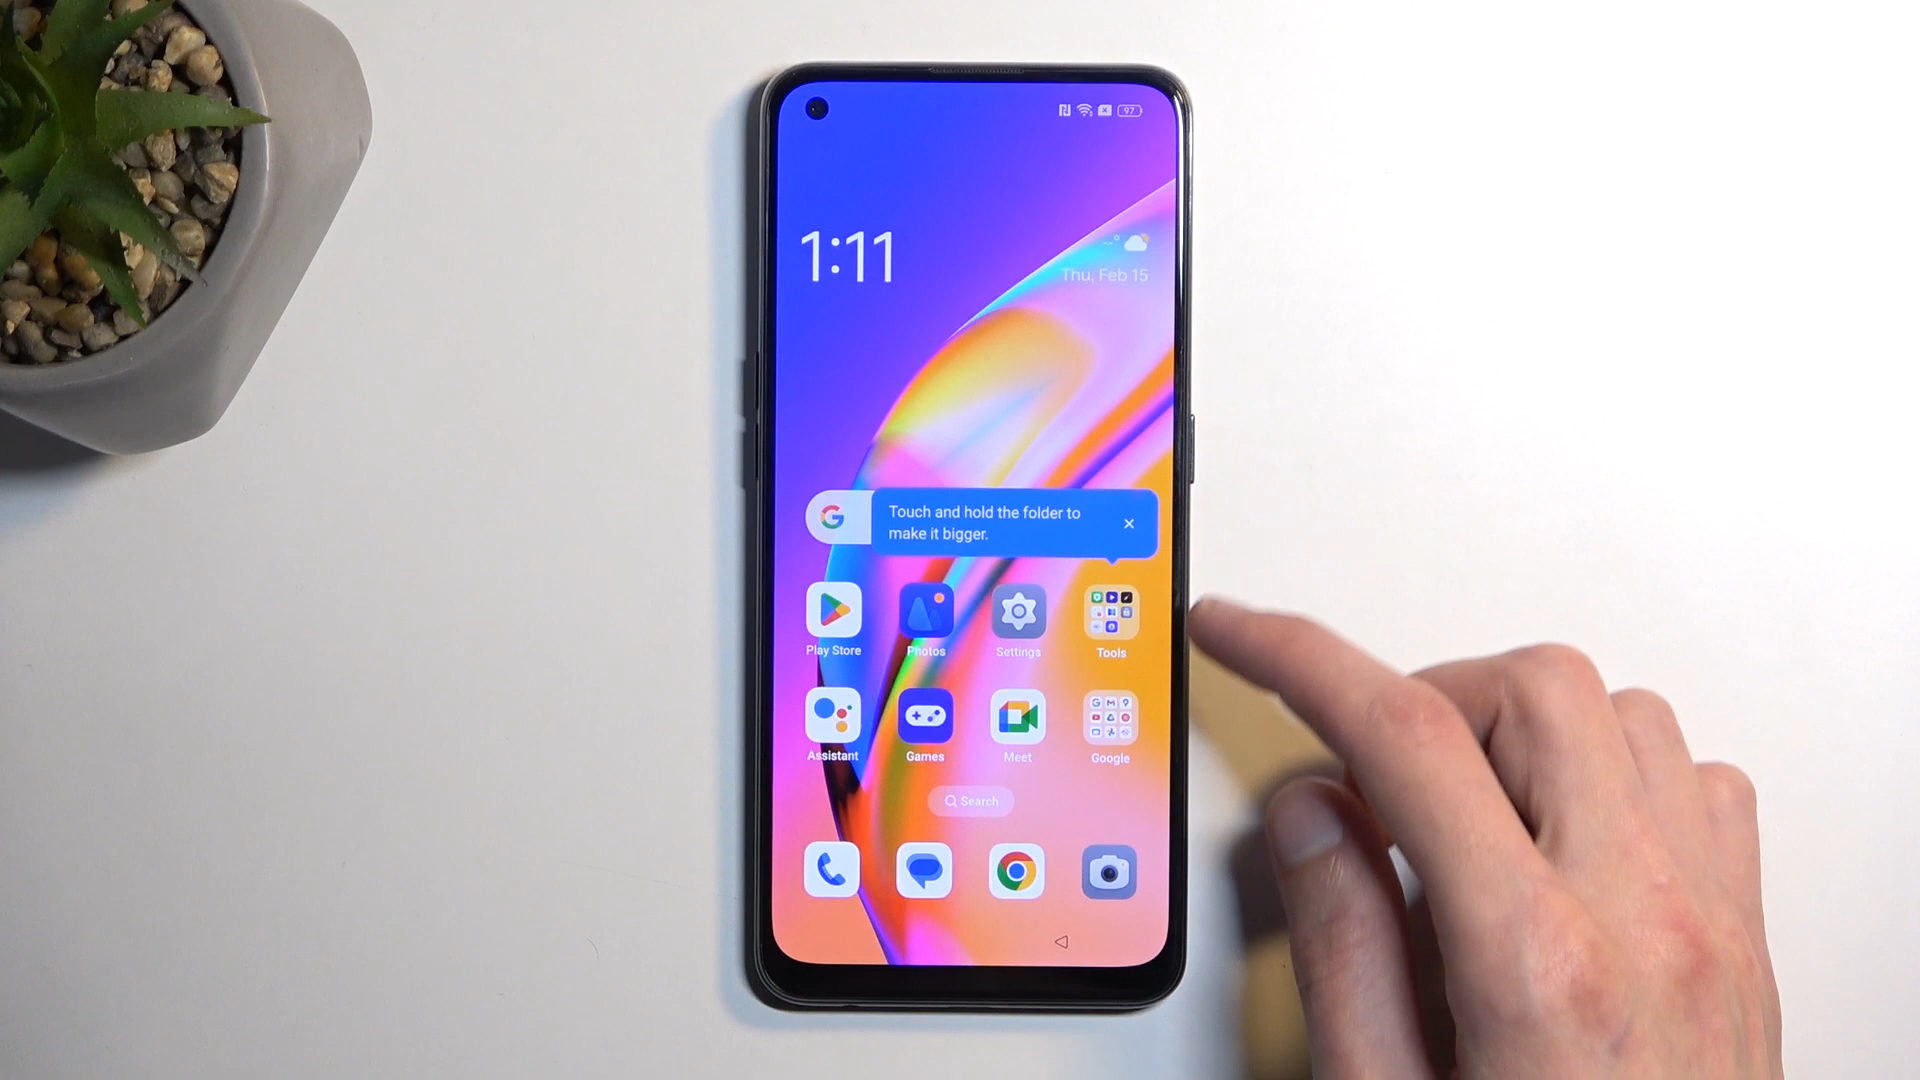 97
1:11
--°
Thu, Feb 15
G
Touch and hold the folder to
make it bigger.
Play Store
Photos
Settings
Tools
Assistant
Games
Meet
Google
Search